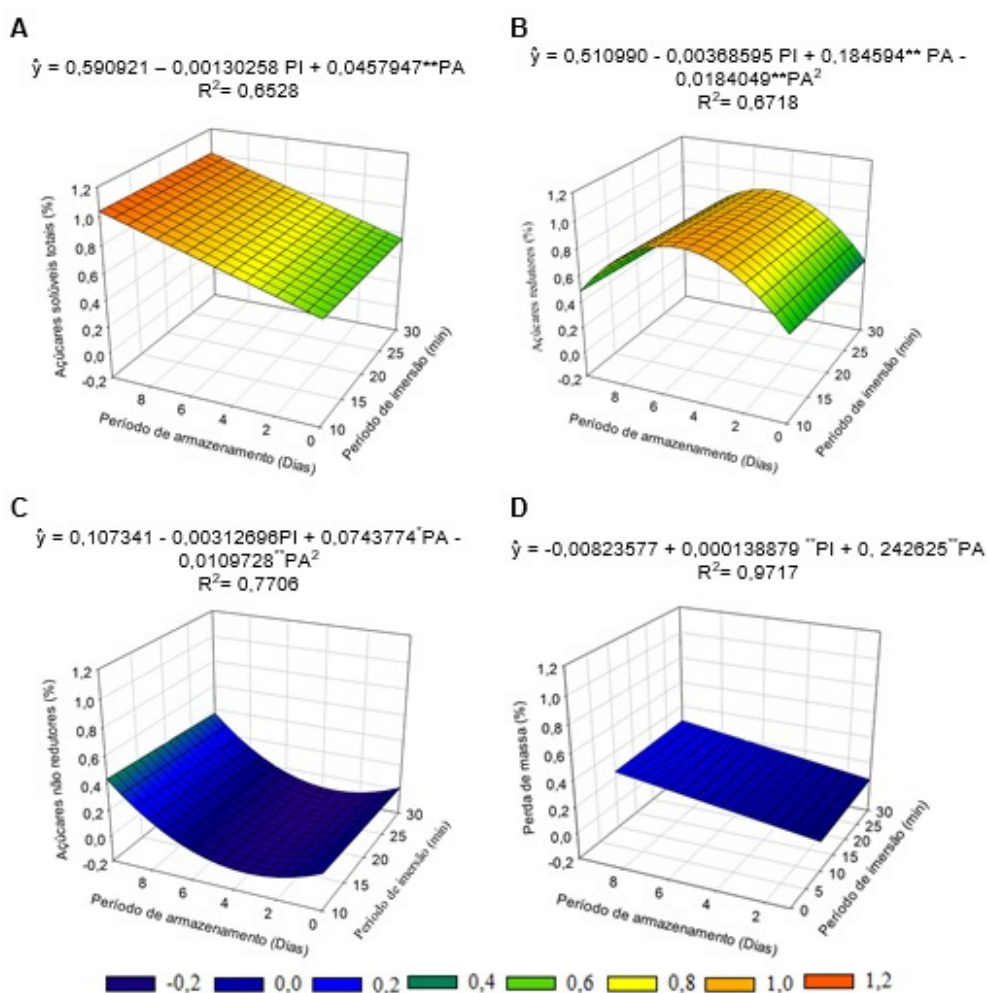 A
ŷ = 0,590921 – 0,00130258 PI + 0,0457947**PA
R²= 0,6528
Açúcares solúveis totais (%)
1,2
1,0
0,8
0,6
0,4
0,2
0,0
-0,2
8
6
4
2
0
Período de armazenamento (Dias)
10
15
20
25
30
Período de imersão (min)
B
ŷ = 0,510990 - 0,00368595 PI + 0,184594** PA -
0,0184049**PA²
R²= 0,6718
Açúcares redutores (%)
1,2
1,0
0,8
0,6
0,4
0,2
0,0
-0,2
8
6
4
2
0
Período de armazenamento (Dias)
10
15
20
25
30
Período de imersão (min)
C
ŷ = 0,107341 - 0,00312696PI + 0,0743774*PA -
0,0109728**PA²
R²= 0,7706
Açúcares não redutores (%)
1,2
1,0
0,8
0,6
0,4
0,2
0,0
-0,2
8
6
4
2
0
Período de armazenamento (Dias)
10
15
20
25
30
Período de imersão (min)
D
ŷ = -0,00823577 + 0,000138879 **PI + 0, 242625**PA
R²= 0,9717
Perda de massa (%)
1,2
1,0
0,8
0,6
0,4
0,2
0,0
-0,2
8
6
4
2
Período de armazenamento (Dias)
0
5
10
15
20
25
30
Período de imersão (min)
-0,2 0,0 0,2 0,4 0,6 0,8 1,0 1,2